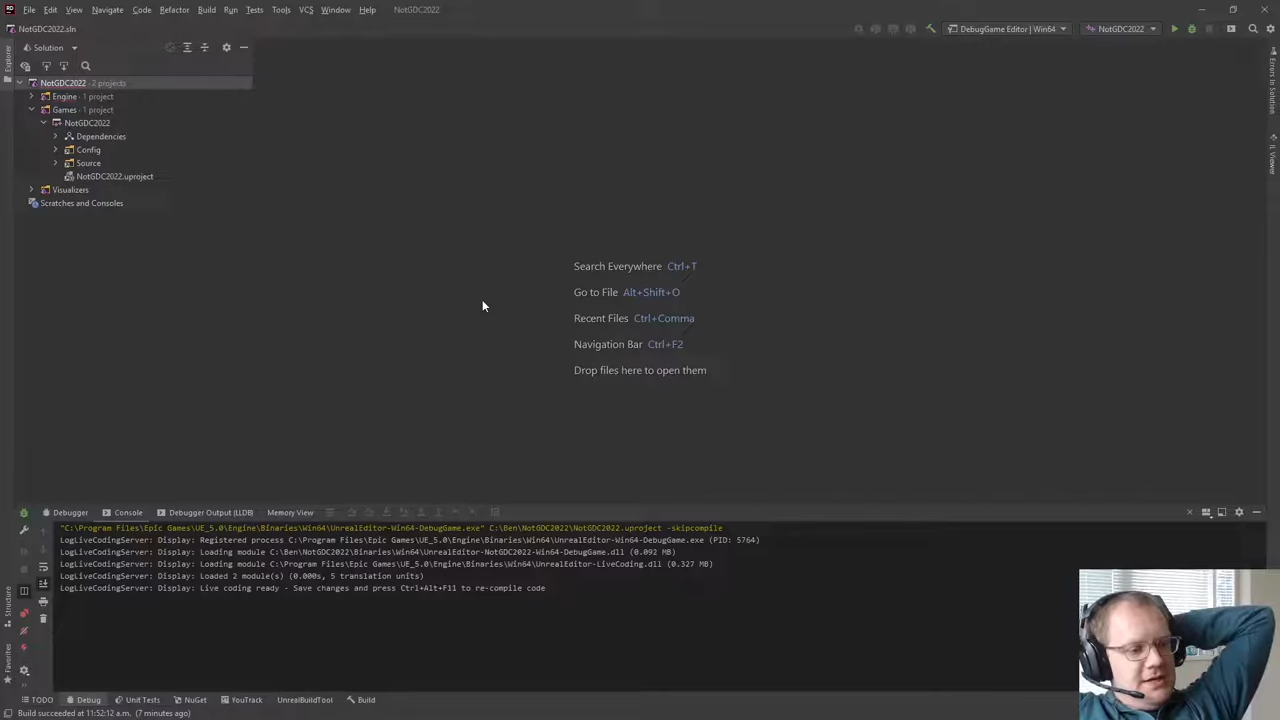 File Edit View Navigate Code Refactor Build Run Tests Tools VCS Window Help NotGDC2022
NotGDC2022.sln
DebugGame Editor | Win64
NotGDC2022
Explorer
Solution
NotGDC2022 · 2 projects
Engine · 1 project
Games · 1 project
NotGDC2022
Dependencies
Config
Source
NotGDC2022.uproject
Visualizers
Scratches and Consoles
Errors In Solution
IL Viewer
Search Everywhere Ctrl+T
Go to File Alt+Shift+O
Recent Files Ctrl+Comma
Navigation Bar Ctrl+F2
Drop files here to open them
Debugger Console Debugger Output (LLDB) Memory View
"C:\Program Files\Epic Games\UE_5.0\Engine\Binaries\Win64\UnrealEditor-Win64-DebugGame.exe" C:\Ben\NotGDC2022\NotGDC2022.uproject -skipcompile
LogLiveCodingServer: Display: Registered process C:\Program Files\Epic Games\UE_5.0\Engine\Binaries\Win64\UnrealEditor-Win64-DebugGame.exe (PID: 5764)
LogLiveCodingServer: Display: Loading module C:\Ben\NotGDC2022\Binaries\Win64\UnrealEditor-NotGDC2022-Win64-DebugGame.dll (0.092 MB)
LogLiveCodingServer: Display: Loading module C:\Program Files\Epic Games\UE_5.0\Engine\Binaries\Win64\UnrealEditor-LiveCoding.dll (0.327 MB)
LogLiveCodingServer: Display: Loaded 2 module(s) (0.000s, 5 translation units)
LogLiveCodingServer: Display: Live coding ready - Save changes and press Ctrl+Alt+F11 to re-compile code
Structure
Favorites
TODO Debug Unit Tests NuGet YouTrack UnrealBuildTool Build
Build succeeded at 11:52:12 a.m. (7 minutes ago)